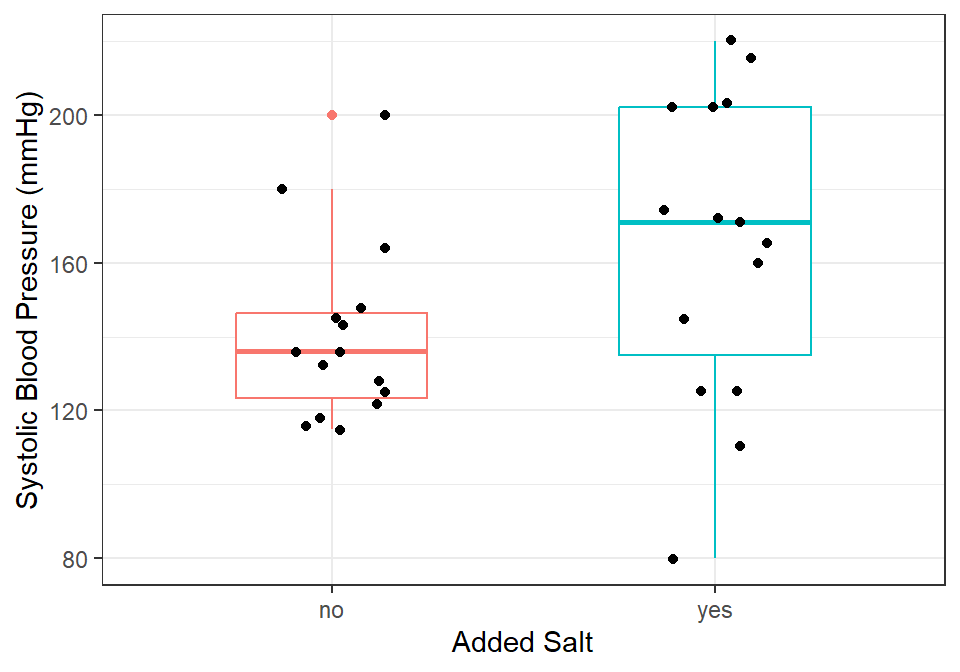 Systolic Blood Pressure (mmHg)
200
160
120
80
no
yes
Added Salt